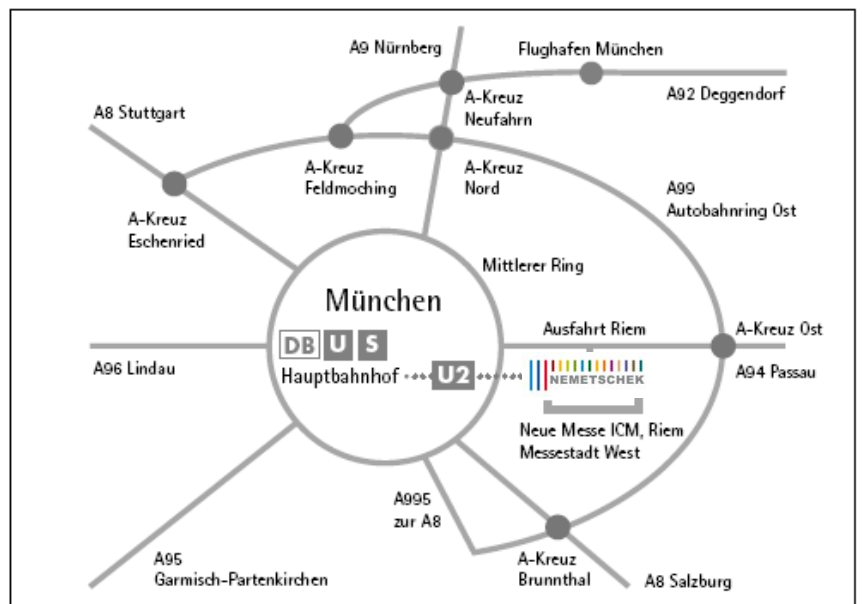 A9 Nürnberg
Flughafen München
A92 Deggendorf
A-Kreuz
Neufahrn
A8 Stuttgart
A-Kreuz
Feldmoching
A-Kreuz
Nord
A99
Autobahnring Ost
A-Kreuz
Eschenried
Mittlerer Ring
München
DB U S
Hauptbahnhof
U2
Ausfahrt Riem
A-Kreuz Ost
A96 Lindau
NEMETSCHEK
A94 Passau
Neue Messe ICM, Riem
Messestadt West
A995
zur A8
A95
Garmisch-Partenkirchen
A-Kreuz
Brunnthal
A8 Salzburg